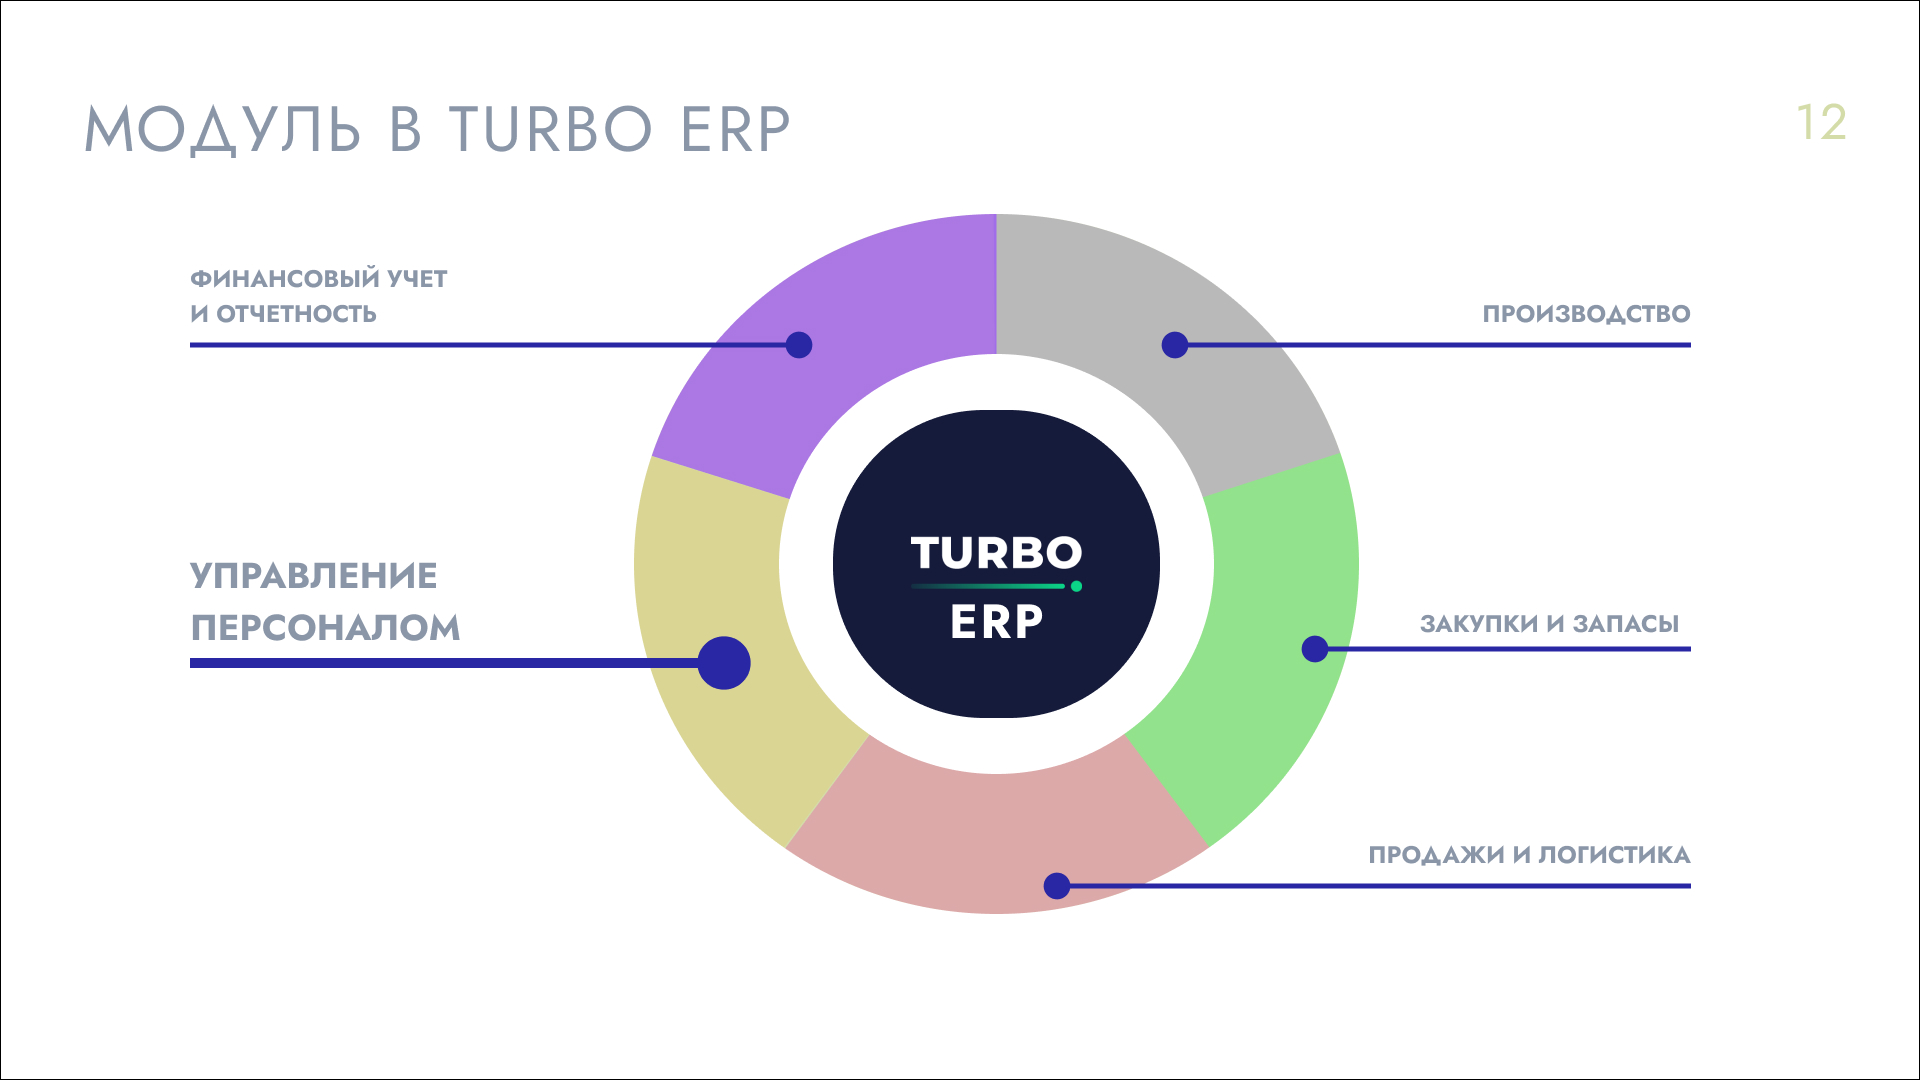 МОДУЛЬ В TURBO ERP
12
ФИНАНСОВЫЙ УЧЕТ
И ОТЧЕТНОСТЬ
ПРОИЗВОДСТВО
TURBO
ERP
УПРАВЛЕНИЕ
ПЕРСОНАЛОМ
ЗАКУПКИ И ЗАПАСЫ
ПРОДАЖИ И ЛОГИСТИКА